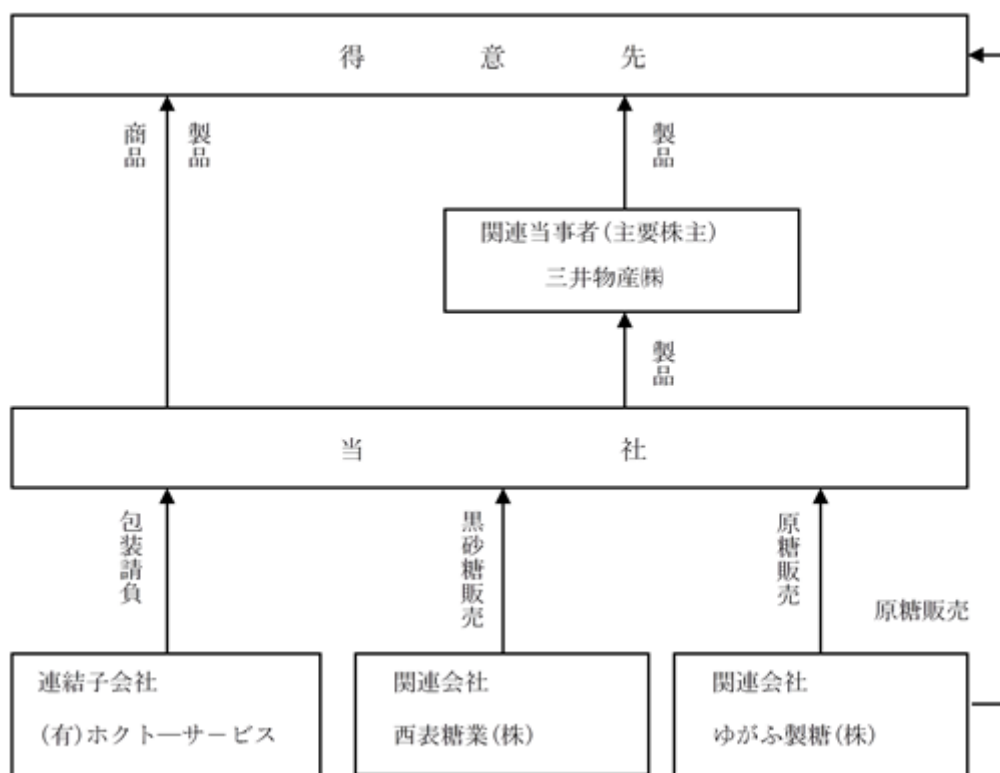 得意先
商品
製品
製品
関連当事者(主要株主)
三井物産㈱
製品
当社
包装請負
黒砂糖販売
原糖販売
原糖販売
連結子会社
(有)ホクト―サービス
関連会社
西表糖業(株)
関連会社
ゆがふ製糖(株)